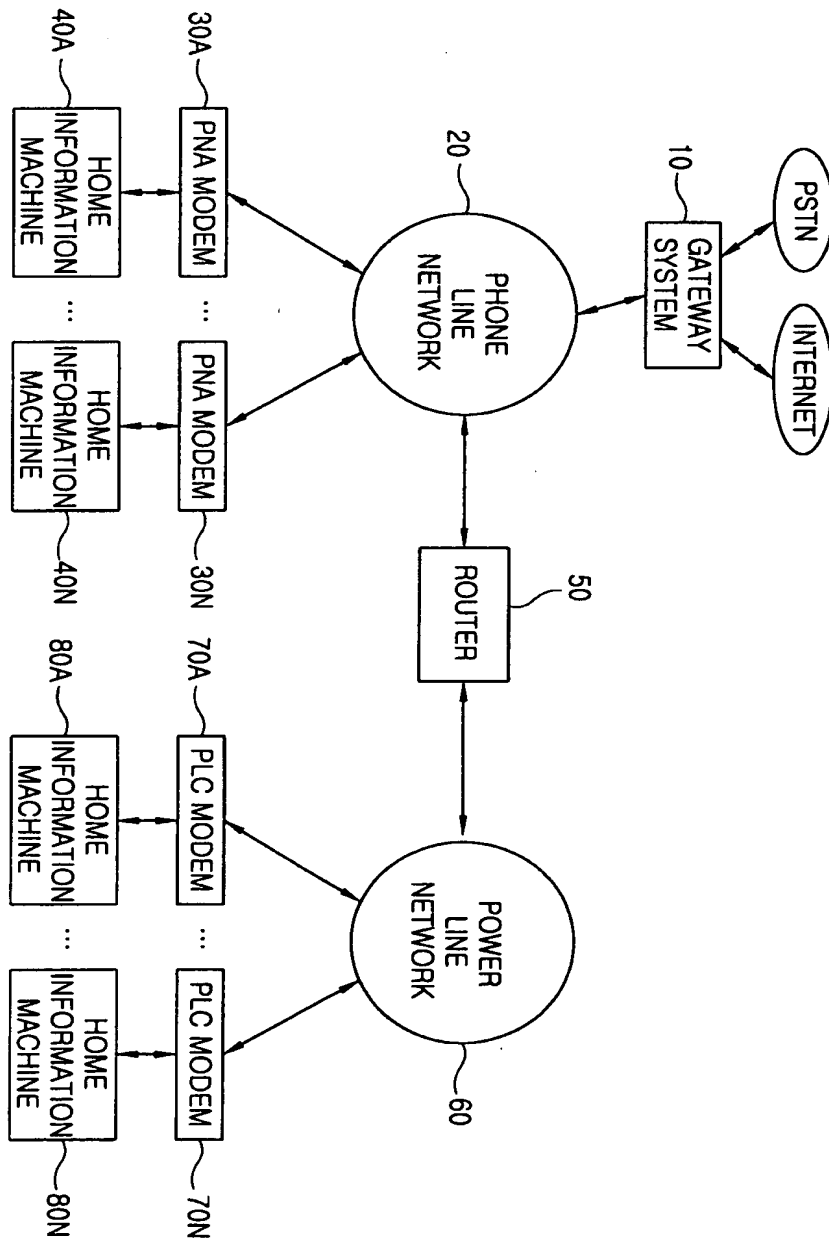 PSTN
INTERNET
10
GATEWAY
SYSTEM
20
PHONE
LINE
NETWORK
50
ROUTER
POWER
LINE
NETWORK
60
30A
PNA MODEM
...
PNA MODEM
30N
70A
PLC MODEM
...
PLC MODEM
70N
40A
HOME
INFORMATION
MACHINE
...
HOME
INFORMATION
MACHINE
40N
80A
HOME
INFORMATION
MACHINE
...
HOME
INFORMATION
MACHINE
80N